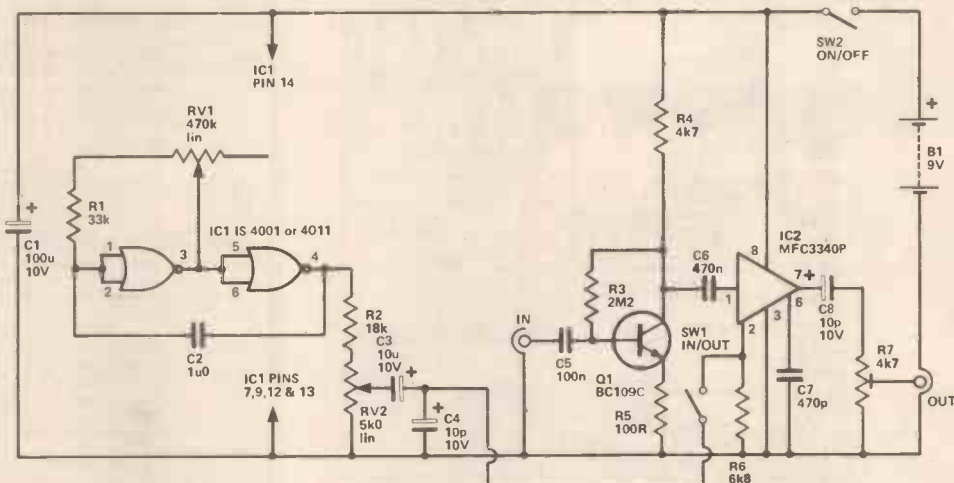 SW2
ON/OFF
IC1
PIN 14
RV1
470k
lin
R4
4k7
+
B1
9V
R1
33k
+
C1
100u
10V
IC1 IS 4001 or 4011
1
2
3
5
6
4
IC2
MFC3340P
C6
470n
8
1
7+
6
2
3
C8
10p
10V
R3
2M2
SW1
IN/OUT
IN
C2
1u0
R2
18k
C3
10u
10V
+
R7
4k7
C5
100n
Q1
BC109C
C7
470p
OUT
IC1 PINS
7,9,12 & 13
RV2
5k0
lin
+
C4
10p
10V
R5
100R
R6
6k8